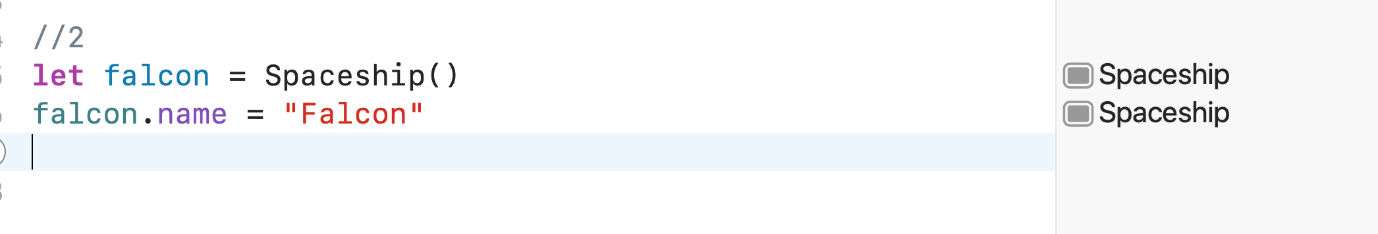 //2
let falcon = Spaceship()
Spaceship
falcon.name = "Falcon"
Spaceship